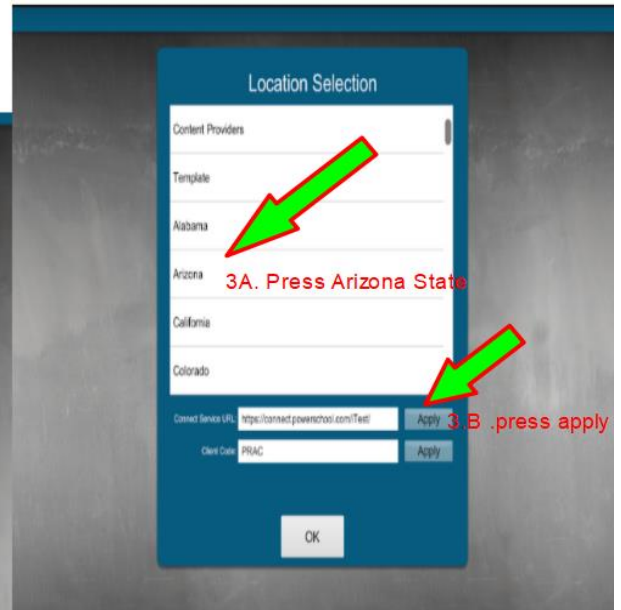 Location Selection
Content Providers
Template
Alabama
Arizona
3A. Press Arizona State
California
Colorado
Connect Service URL: https://connect.powerschool.com/iTest/ Apply
3.B .press apply
Client Code: PRAC Apply
OK